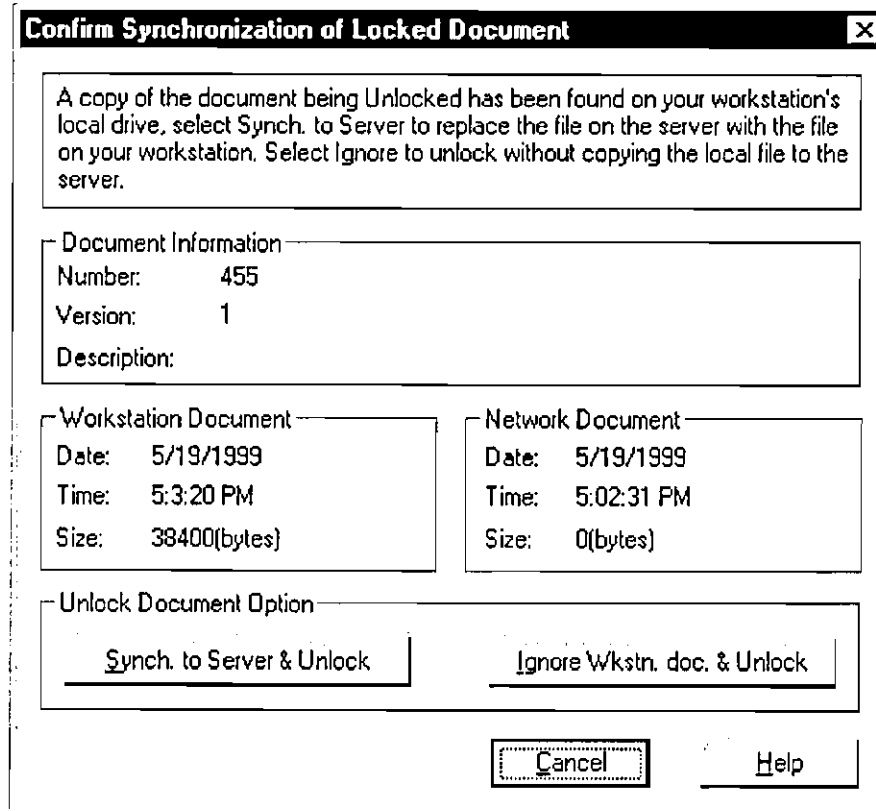 Confirm Synchronization of Locked Document
A copy of the document being Unlocked has been found on your workstation's
local drive, select Synch. to Server to replace the file on the server with the file
on your workstation. Select Ignore to unlock without copying the local file to the
server.
Document Information
Number: 455
Version: 1
Description:
Workstation Document
Date: 5/19/1999
Time: 5:3:20 PM
Size: 38400(bytes)
Network Document
Date: 5/19/1999
Time: 5:02:31 PM
Size: 0(bytes)
Unlock Document Option
Synch. to Server & Unlock
Ignore Wkstn. doc. & Unlock
Cancel
Help